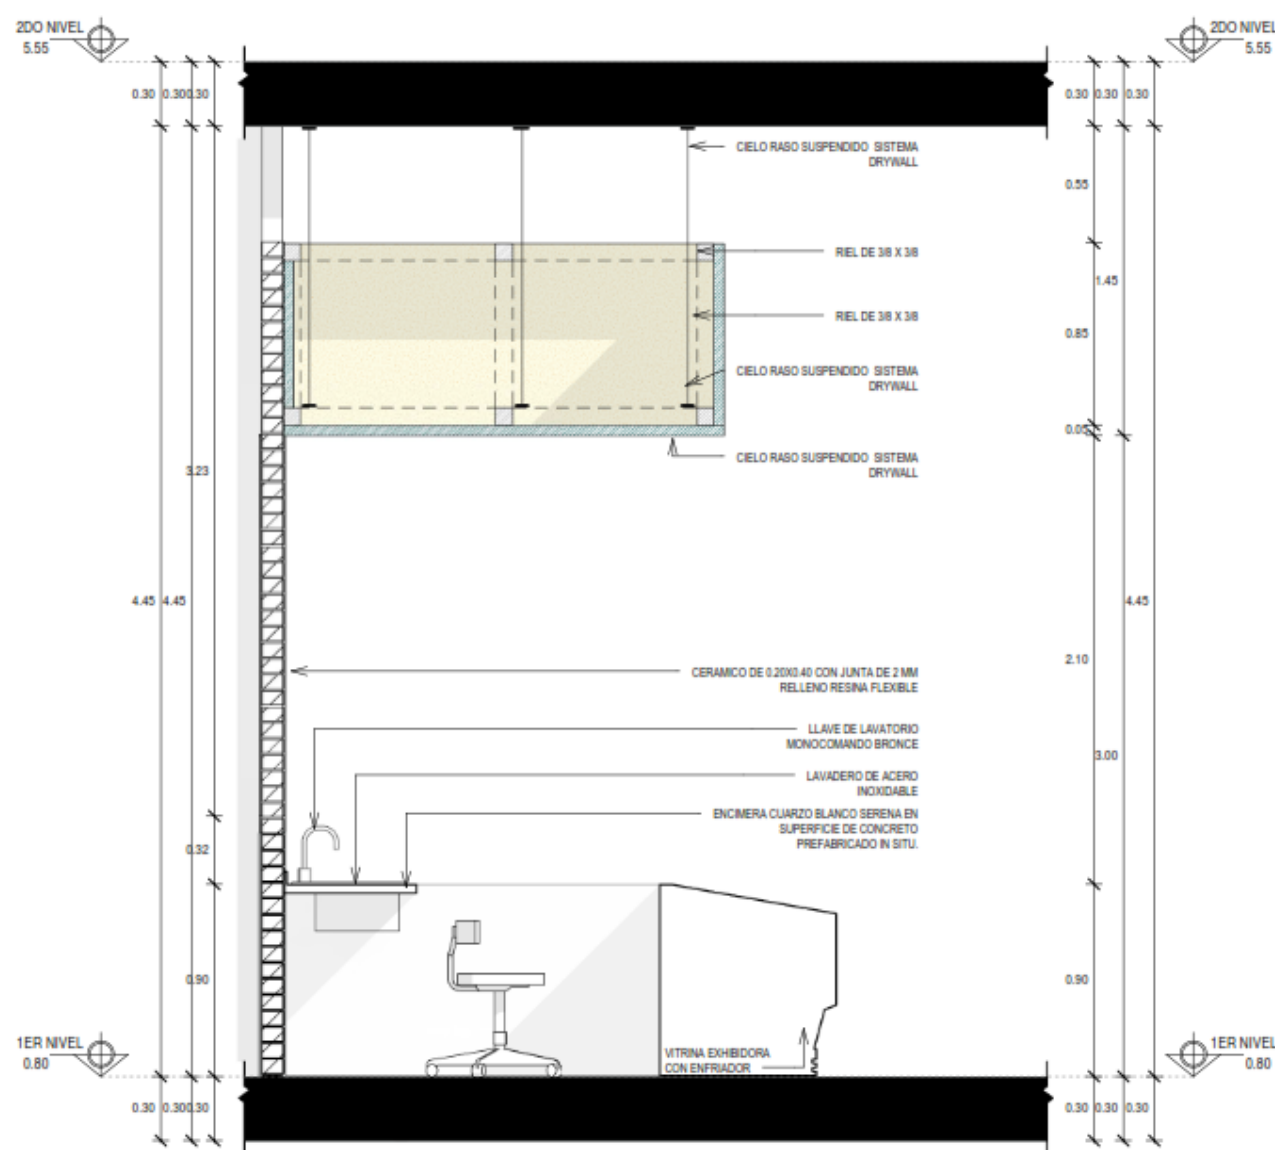 2DO NIVEL
5.55
2DO NIVEL
5.55
0.30 0.30 0.30
0.30 0.30 0.30
CIELO RASO SUSPENDIDO SISTEMA
DRYWALL
0.55
RIEL DE 3/8 X 3/8
1.45
RIEL DE 3/8 X 3/8
0.85
CIELO RASO SUSPENDIDO SISTEMA
DRYWALL
0.05
CIELO RASO SUSPENDIDO SISTEMA
DRYWALL
3.23
4.45 4.45
4.45
CERAMICO DE 0.20X0.40 CON JUNTA DE 2 MM
RELLENO RESINA FLEXIBLE
2.10
LLAVE DE LAVATORIO
MONOCOMANDO BRONCE
3.00
LAVADERO DE ACERO
INOXIDABLE
ENCIMERA CUARZO BLANCO SERENA EN
SUPERFICIE DE CONCRETO
PREFABRICADO IN SITU.
0.32
0.90
0.90
1ER NIVEL
0.80
VITRINA EXHIBIDORA
CON ENFRIADOR
1ER NIVEL
0.80
0.30 0.30 0.30
0.30 0.30 0.30